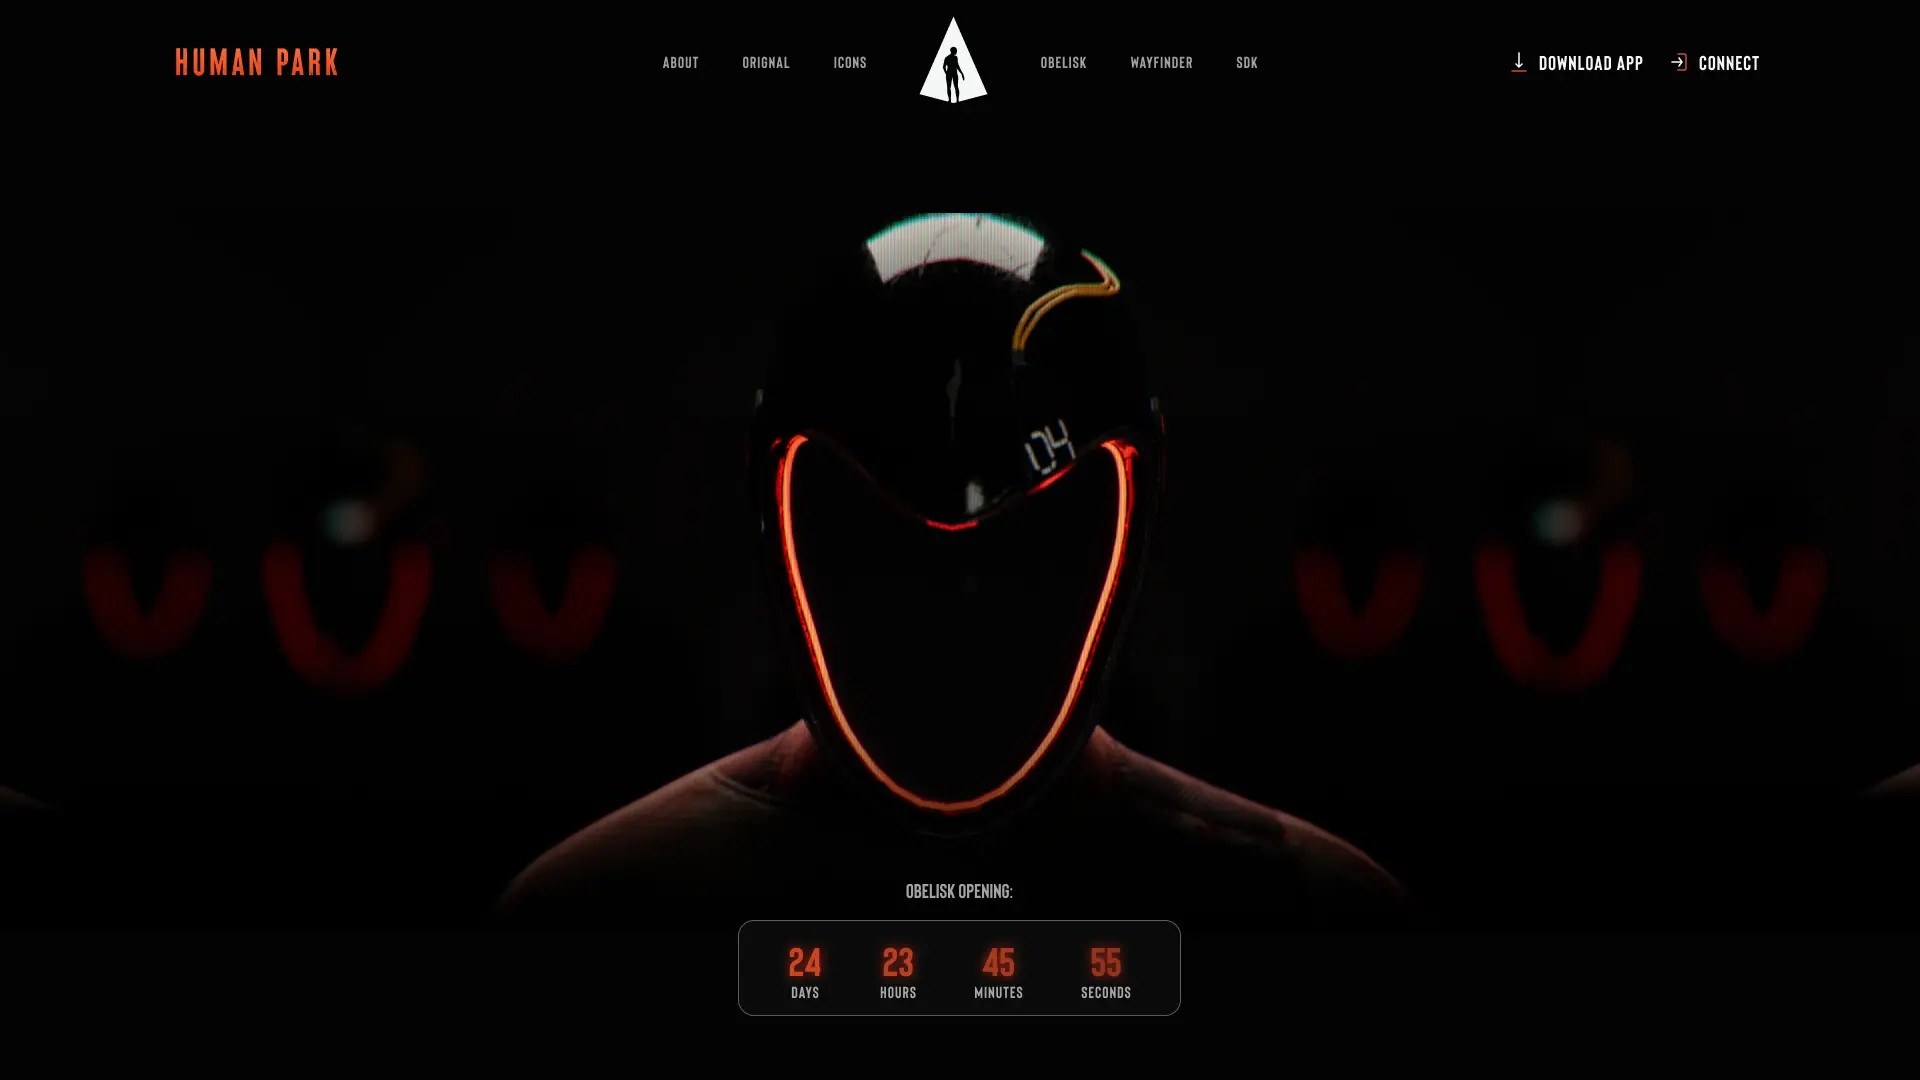 HUMAN PARK
ABOUT
ORIGNAL
ICONS
OBELISK
WAYFINDER
SDK
DOWNLOAD APP
CONNECT
04
OBELISK OPENING:
24
DAYS
23
HOURS
45
MINUTES
55
SECONDS